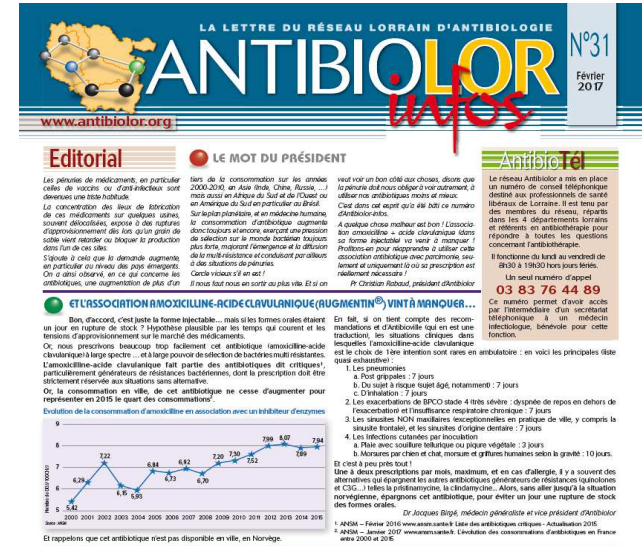 LA LETTRE DU RÉSEAU LORRAIN D'ANTIBIOLOGIE
ANTIBIOLOR
infos
N°31
Février
2017
www.antibiolor.org
Editorial
LE MOT DU PRÉSIDENT
Les pénuries de médicaments, en particulier
celles de vaccins ou d'anti-infectieux sont
devenues une triste habitude.
La concentration des lieux de fabrication
de ces médicaments sur quelques usines,
souvent délocalisées, expose à des ruptures
d'approvisionnement dès lors qu'un grain de
sable vient retarder ou bloquer la production
dans l'un de ces sites.
S'ajoute à cela que la demande augmente,
en particulier au niveau des pays émergents.
On a ainsi observé, en ce qui concerne les
antibiotiques, une augmentation de plus d'un
tiers de la consommation sur les années
2000-2010, en Asie (Inde, Chine, Russie, …)
mais aussi en Afrique du Sud et de l'Ouest ou
en Amérique du Sud en particulier au Brésil.
Sur le plan planétaire, et en médecine humaine,
la consommation d'antibiotique augmente
donc toujours et encore, exerçant une pression
de sélection sur le monde bactérien toujours
plus forte, majorant l'émergence et la diffusion
de la multi-résistance et conduisant par ailleurs
à des situations de pénuries.
Cercle vicieux s'il en est !
Il nous faut nous en sortir au plus vite. Et si on
veut voir un bon côté aux choses, disons que
la pénurie doit nous obliger à voir autrement, à
utiliser nos antibiotiques moins et mieux.
C'est dans cet esprit qu'a été bâti ce numéro
d'Antibiolor-Infos.
A quelque chose malheur est bon ! L'associa-
tion amoxicilline + acide clavulanique (dans
sa forme injectable) va venir à manquer !
Profitons-en pour réapprendre à utiliser cette
association antibiotique avec parcimonie, seu-
lement et uniquement là où sa prescription est
réellement nécessaire !
Pr Christian Rabaud, président d'Antibiolor
AntibioTél
Le réseau Antibiolor a mis en place
un numéro de conseil téléphonique
destiné aux professionnels de santé
libéraux de Lorraine. Il est tenu par
des membres du réseau, répartis
dans les 4 départements lorrains
et référents en antibiothérapie pour
répondre à toutes les questions
concernant l'antibiothérapie.
Il fonctionne du lundi au vendredi de
8h30 à 19h30 hors jours fériés.
Un seul numéro d'appel
03 83 76 44 89
Ce numéro permet d'avoir accès
par l'intermédiaire d'un secrétariat
téléphonique à un médecin
infectiologue, bénévole pour cette
fonction.
ET L'ASSOCIATION AMOXICILLINE-ACIDE CLAVULANIQUE (AUGMENTIN®) VINT À MANQUER…
Bon, d'accord, c'est juste la forme injectable… mais si les formes orales étaient
un jour en rupture de stock ? Hypothèse plausible par les temps qui courent et les
tensions d'approvisionnement sur le marché des médicaments.
Or, nous prescrivons beaucoup trop facilement cet antibiotique (amoxicilline-acide
clavulanique) à large spectre … et à large pouvoir de sélection de bactéries multi résistantes.
L'amoxicilline-acide clavulanique fait partie des antibiotiques dit critiques¹,
particulièrement générateurs de résistances bactériennes, dont la prescription doit être
strictement réservée aux situations sans alternative.
Or, la consommation en ville, de cet antibiotique ne cesse d'augmenter pour
représenter en 2015 le quart des consommations².
Evolution de la consommation d'amoxicilline en association avec un inhibiteur d'enzymes
9
8
7
6
5
5,42
6,29
7,22
6,15
5,93
6,84
6,73
6,92
6,70
7,20
7,30
7,52
7,99
8,07
7,89
7,94
2000 2001 2002 2003 2004 2005 2006 2007 2008 2009 2010 2011 2012 2013 2014 2015
Et rappelons que cet antibiotique n'est pas disponible en ville, en Norvège.
En fait, si on tient compte des recom-
mandations et d'Antibioville (qui en est une
traduction), les situations cliniques dans
lesquelles l'amoxicilline-acide clavulanique
est le choix de 1ère intention sont rares en ambulatoire : en voici les principales (liste
quasi exhaustive) :
1. Les pneumonies
a. Post grippales : 7 jours
b. Du sujet à risque (sujet âgé, notamment) : 7 jours
c. D'inhalation : 7 jours
2. Les exacerbations de BPCO stade 4 (très sévère : dyspnée de repos en dehors de
l'exacerbation) et l'insuffisance respiratoire chronique : 7 jours
3. Les sinusites NON maxillaires (exceptionnelles en pratique de ville, y compris la
sinusite frontale), et les sinusites d'origine dentaire : 7 jours
4. Les infections cutanées par inoculation
a. Plaie avec souillure tellurique ou piqure végétale : 3 jours
b. Morsures par chien et chat, morsure et griffures humaines selon la gravité : 10 jours.
Et c'est à peu près tout !
Une à deux prescriptions par mois, maximum, et en cas d'allergie, il y a souvent des
alternatives qui épargnent les autres antibiotiques générateurs de résistances (quinolones
et C3G…) telles la pristinamycine, la clindamycine... Alors, sans aller jusqu'à la situation
norvégienne, épargnons cet antibiotique, pour éviter un jour une rupture de stock
des formes orales.
Dr Jacques Birgé, médecin généraliste et vice président d'Antibiolor
¹. ANSM – Février 2016 www.ansm.sante.fr Liste des antibiotiques critiques - Actualisation 2015
². ANSM – Janvier 2017 www.ansm.sante.fr. L'évolution des consommations d'antibiotiques en France
entre 2000 et 2015